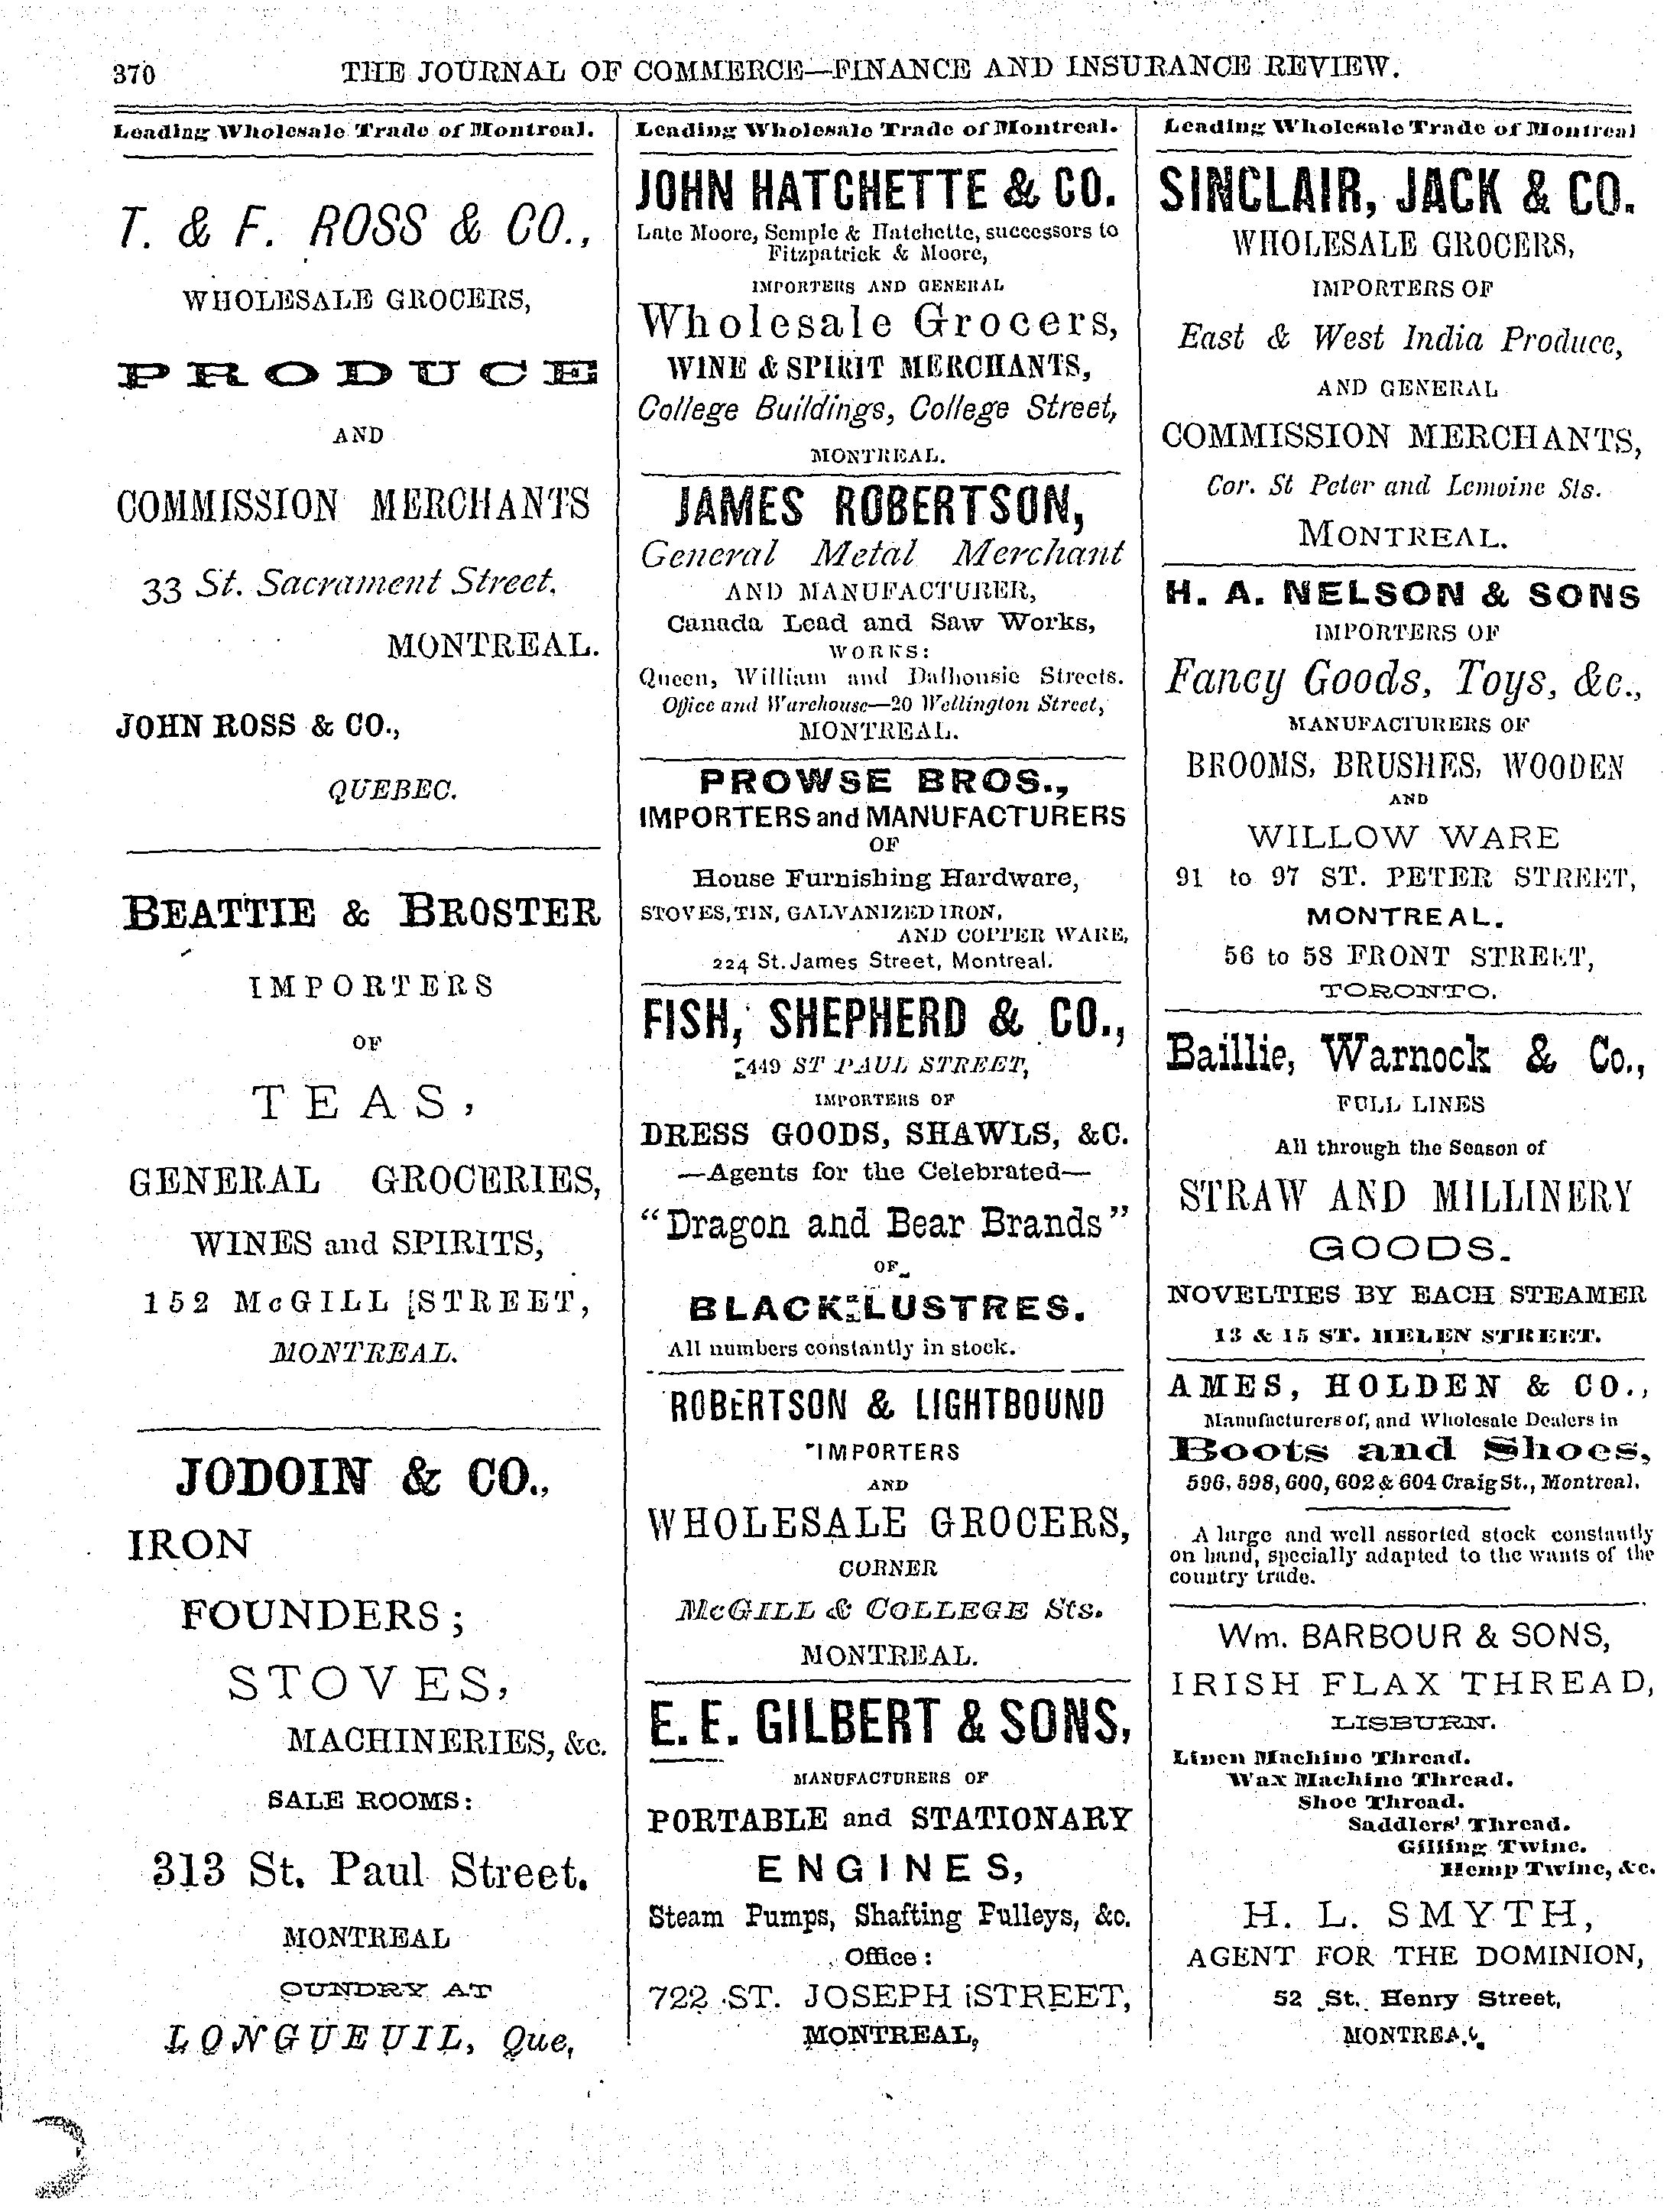 370
THE JOURNAL OF COMMERCE—FINANCE AND INSURANCE REVIEW.
Leading Wholesale Trade of Montreal.
T. & F. ROSS & CO.,
WHOLESALE GROCERS,
PRODUCE
AND
COMMISSION MERCHANTS
33 St. Sacrament Street.
MONTREAL.
JOHN ROSS & CO.,
QUEBEC.
BEATTIE & BROSTER
IMPORTERS
OF
TEAS,
GENERAL GROCERIES,
WINES and SPIRITS,
152 McGILL [STREET,
MONTREAL.
JODOIN & CO.,
IRON
FOUNDERS;
STOVES,
MACHINERIES, &c.
SALE ROOMS:
313 St. Paul Street.
MONTREAL
OUNDRY AT
LONGUEUIL, Que,
Leading Wholesale Trade of Montreal.
JOHN HATCHETTE & CO.
Late Moore, Semple & Hatchette, successors to
Fitzpatrick & Moore,
IMPORTERS AND GENERAL
Wholesale Grocers,
WINE & SPIRIT MERCHANTS,
College Buildings, College Street,
MONTREAL.
JAMES ROBERTSON,
General Metal Merchant
AND MANUFACTURER,
Canada Lead and Saw Works,
WORKS:
Queen, William and Dalhousie Streets.
Office and Warehouse—20 Wellington Street,
MONTREAL.
PROWSE BROS.,
IMPORTERS and MANUFACTURERS
OF
House Furnishing Hardware,
STOVES, TIN, GALVANIZED IRON,
AND COPPER WARE,
224 St. James Street, Montreal.
FISH, SHEPHERD & CO.,
449 ST PAUL STREET,
IMPORTERS OF
DRESS GOODS, SHAWLS, &C.
—Agents for the Celebrated—
"Dragon and Bear Brands"
OF
BLACK LUSTRES.
All numbers constantly in stock.
ROBERTSON & LIGHTBOUND
IMPORTERS
AND
WHOLESALE GROCERS,
CORNER
McGILL & COLLEGE Sts.
MONTREAL.
E. E. GILBERT & SONS,
MANUFACTURERS OF
PORTABLE and STATIONARY
ENGINES,
Steam Pumps, Shafting Pulleys, &c.
Office:
722 ST. JOSEPH STREET,
MONTREAL,
Leading Wholesale Trade of Montreal
SINCLAIR, JACK & CO.
WHOLESALE GROCERS,
IMPORTERS OF
East & West India Produce,
AND GENERAL
COMMISSION MERCHANTS,
Cor. St Peter and Lemoine Sts.
MONTREAL.
H. A. NELSON & SONS
IMPORTERS OF
Fancy Goods, Toys, &c.,
MANUFACTURERS OF
BROOMS, BRUSHES, WOODEN
AND
WILLOW WARE
91 to 97 ST. PETER STREET,
MONTREAL.
56 to 58 FRONT STREET,
TORONTO.
Baillie, Warnock & Co.,
FULL LINES
All through the Season of
STRAW AND MILLINERY
GOODS.
NOVELTIES BY EACH STEAMER
13 & 15 ST. HELEN STREET.
AMES, HOLDEN & CO.,
Manufacturers of, and Wholesale Dealers in
Boots and Shoes,
596, 598, 600, 602 & 604 Craig St., Montreal.
A large and well assorted stock constantly
on hand, specially adapted to the wants of the
country trade.
Wm. BARBOUR & SONS,
IRISH FLAX THREAD,
LISBURN.
Linen Machine Thread.
Wax Machine Thread.
Shoe Thread.
Saddlers' Thread.
Gilling Twine.
Hemp Twine, &c.
H. L. SMYTH,
AGENT FOR THE DOMINION,
52 St. Henry Street,
MONTREAL